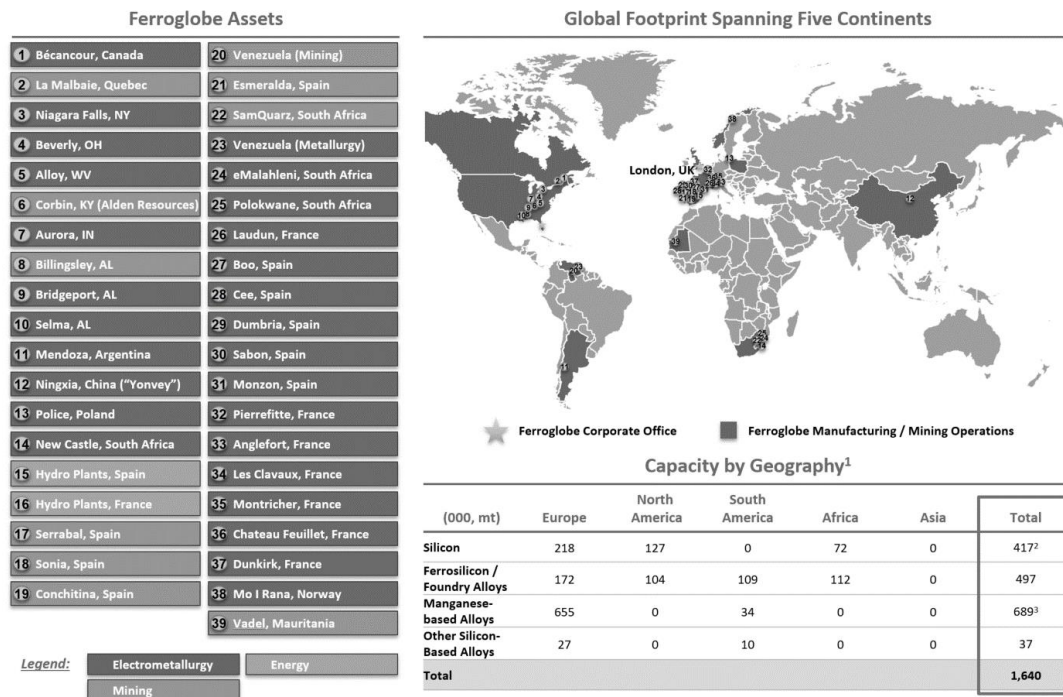 Ferroglobe Assets
1 Bécancour, Canada
2 La Malbaie, Quebec
3 Niagara Falls, NY
4 Beverly, OH
5 Alloy, WV
6 Corbin, KY (Alden Resources)
7 Aurora, IN
8 Billingsley, AL
9 Bridgeport, AL
10 Selma, AL
11 Mendoza, Argentina
12 Ningxia, China (“Yonvey”)
13 Police, Poland
14 New Castle, South Africa
15 Hydro Plants, Spain
16 Hydro Plants, France
17 Serrabal, Spain
18 Sonia, Spain
19 Conchitina, Spain
20 Venezuela (Mining)
21 Esmeralda, Spain
22 SamQuarz, South Africa
23 Venezuela (Metallurgy)
24 eMalahleni, South Africa
25 Polokwane, South Africa
26 Laudun, France
27 Boo, Spain
28 Cee, Spain
29 Dumbria, Spain
30 Sabon, Spain
31 Monzon, Spain
32 Pierrefitte, France
33 Anglefort, France
34 Les Clavaux, France
35 Montricher, France
36 Chateau Feuillet, France
37 Dunkirk, France
38 Mo I Rana, Norway
39 Vadel, Mauritania
Legend:
Electrometallurgy
Energy
Mining
Global Footprint Spanning Five Continents
38
13
London, UK
12
39
11
Ferroglobe Corporate Office
Ferroglobe Manufacturing / Mining Operations
Capacity by Geography1
(000, mt) Europe North America South America Africa Asia Total
Silicon 218 127 0 72 0 417²
Ferrosilicon / Foundry Alloys 172 104 109 112 0 497
Manganese-based Alloys 655 0 34 0 0 689³
Other Silicon-Based Alloys 27 0 10 0 0 37
Total 1,640